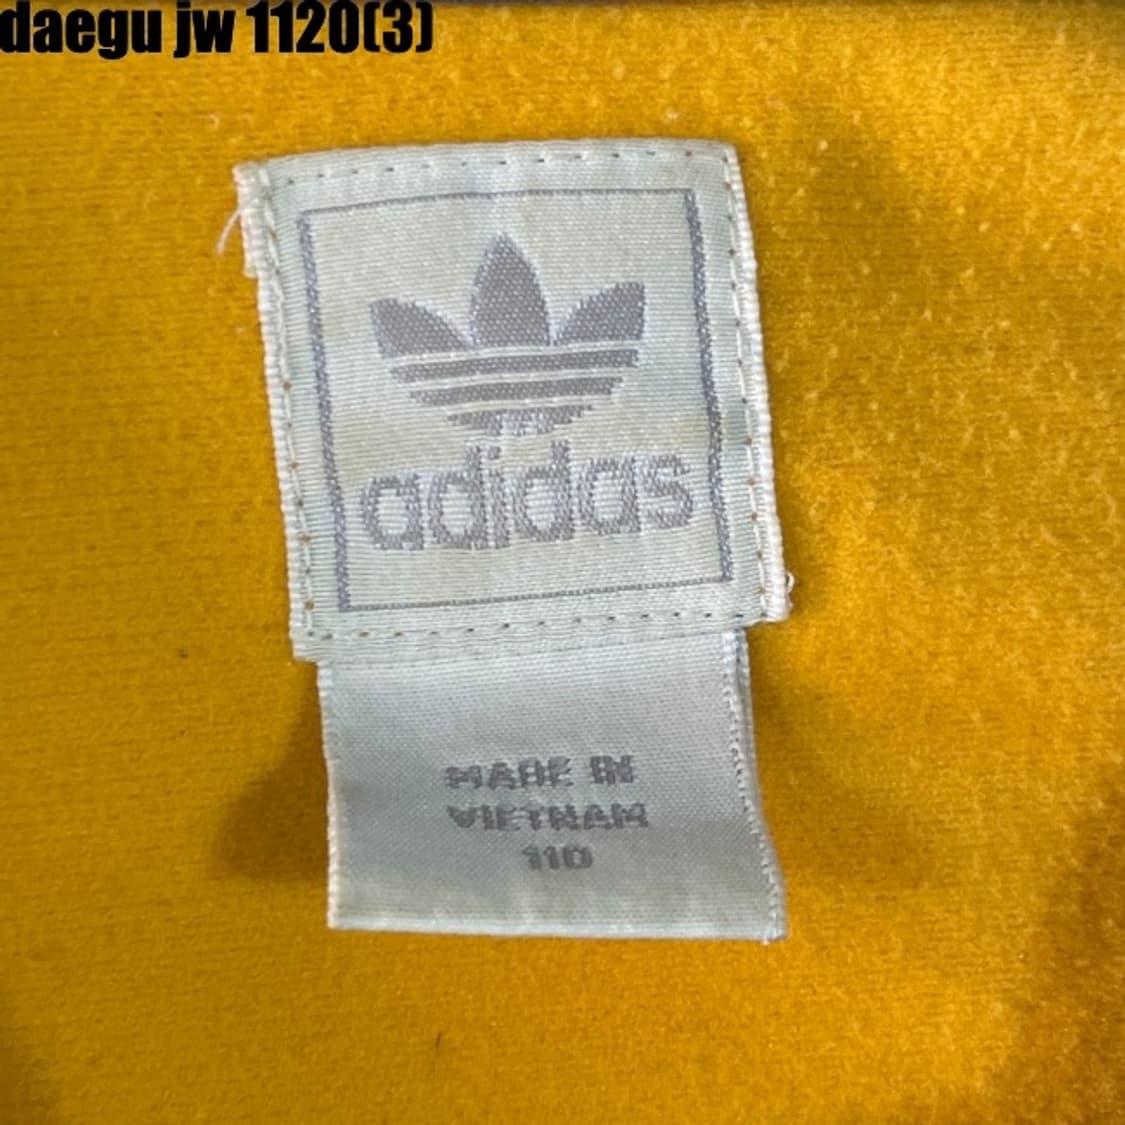 daegu jw 1120(3)
adidas
MADE IN
VIETNAM
110